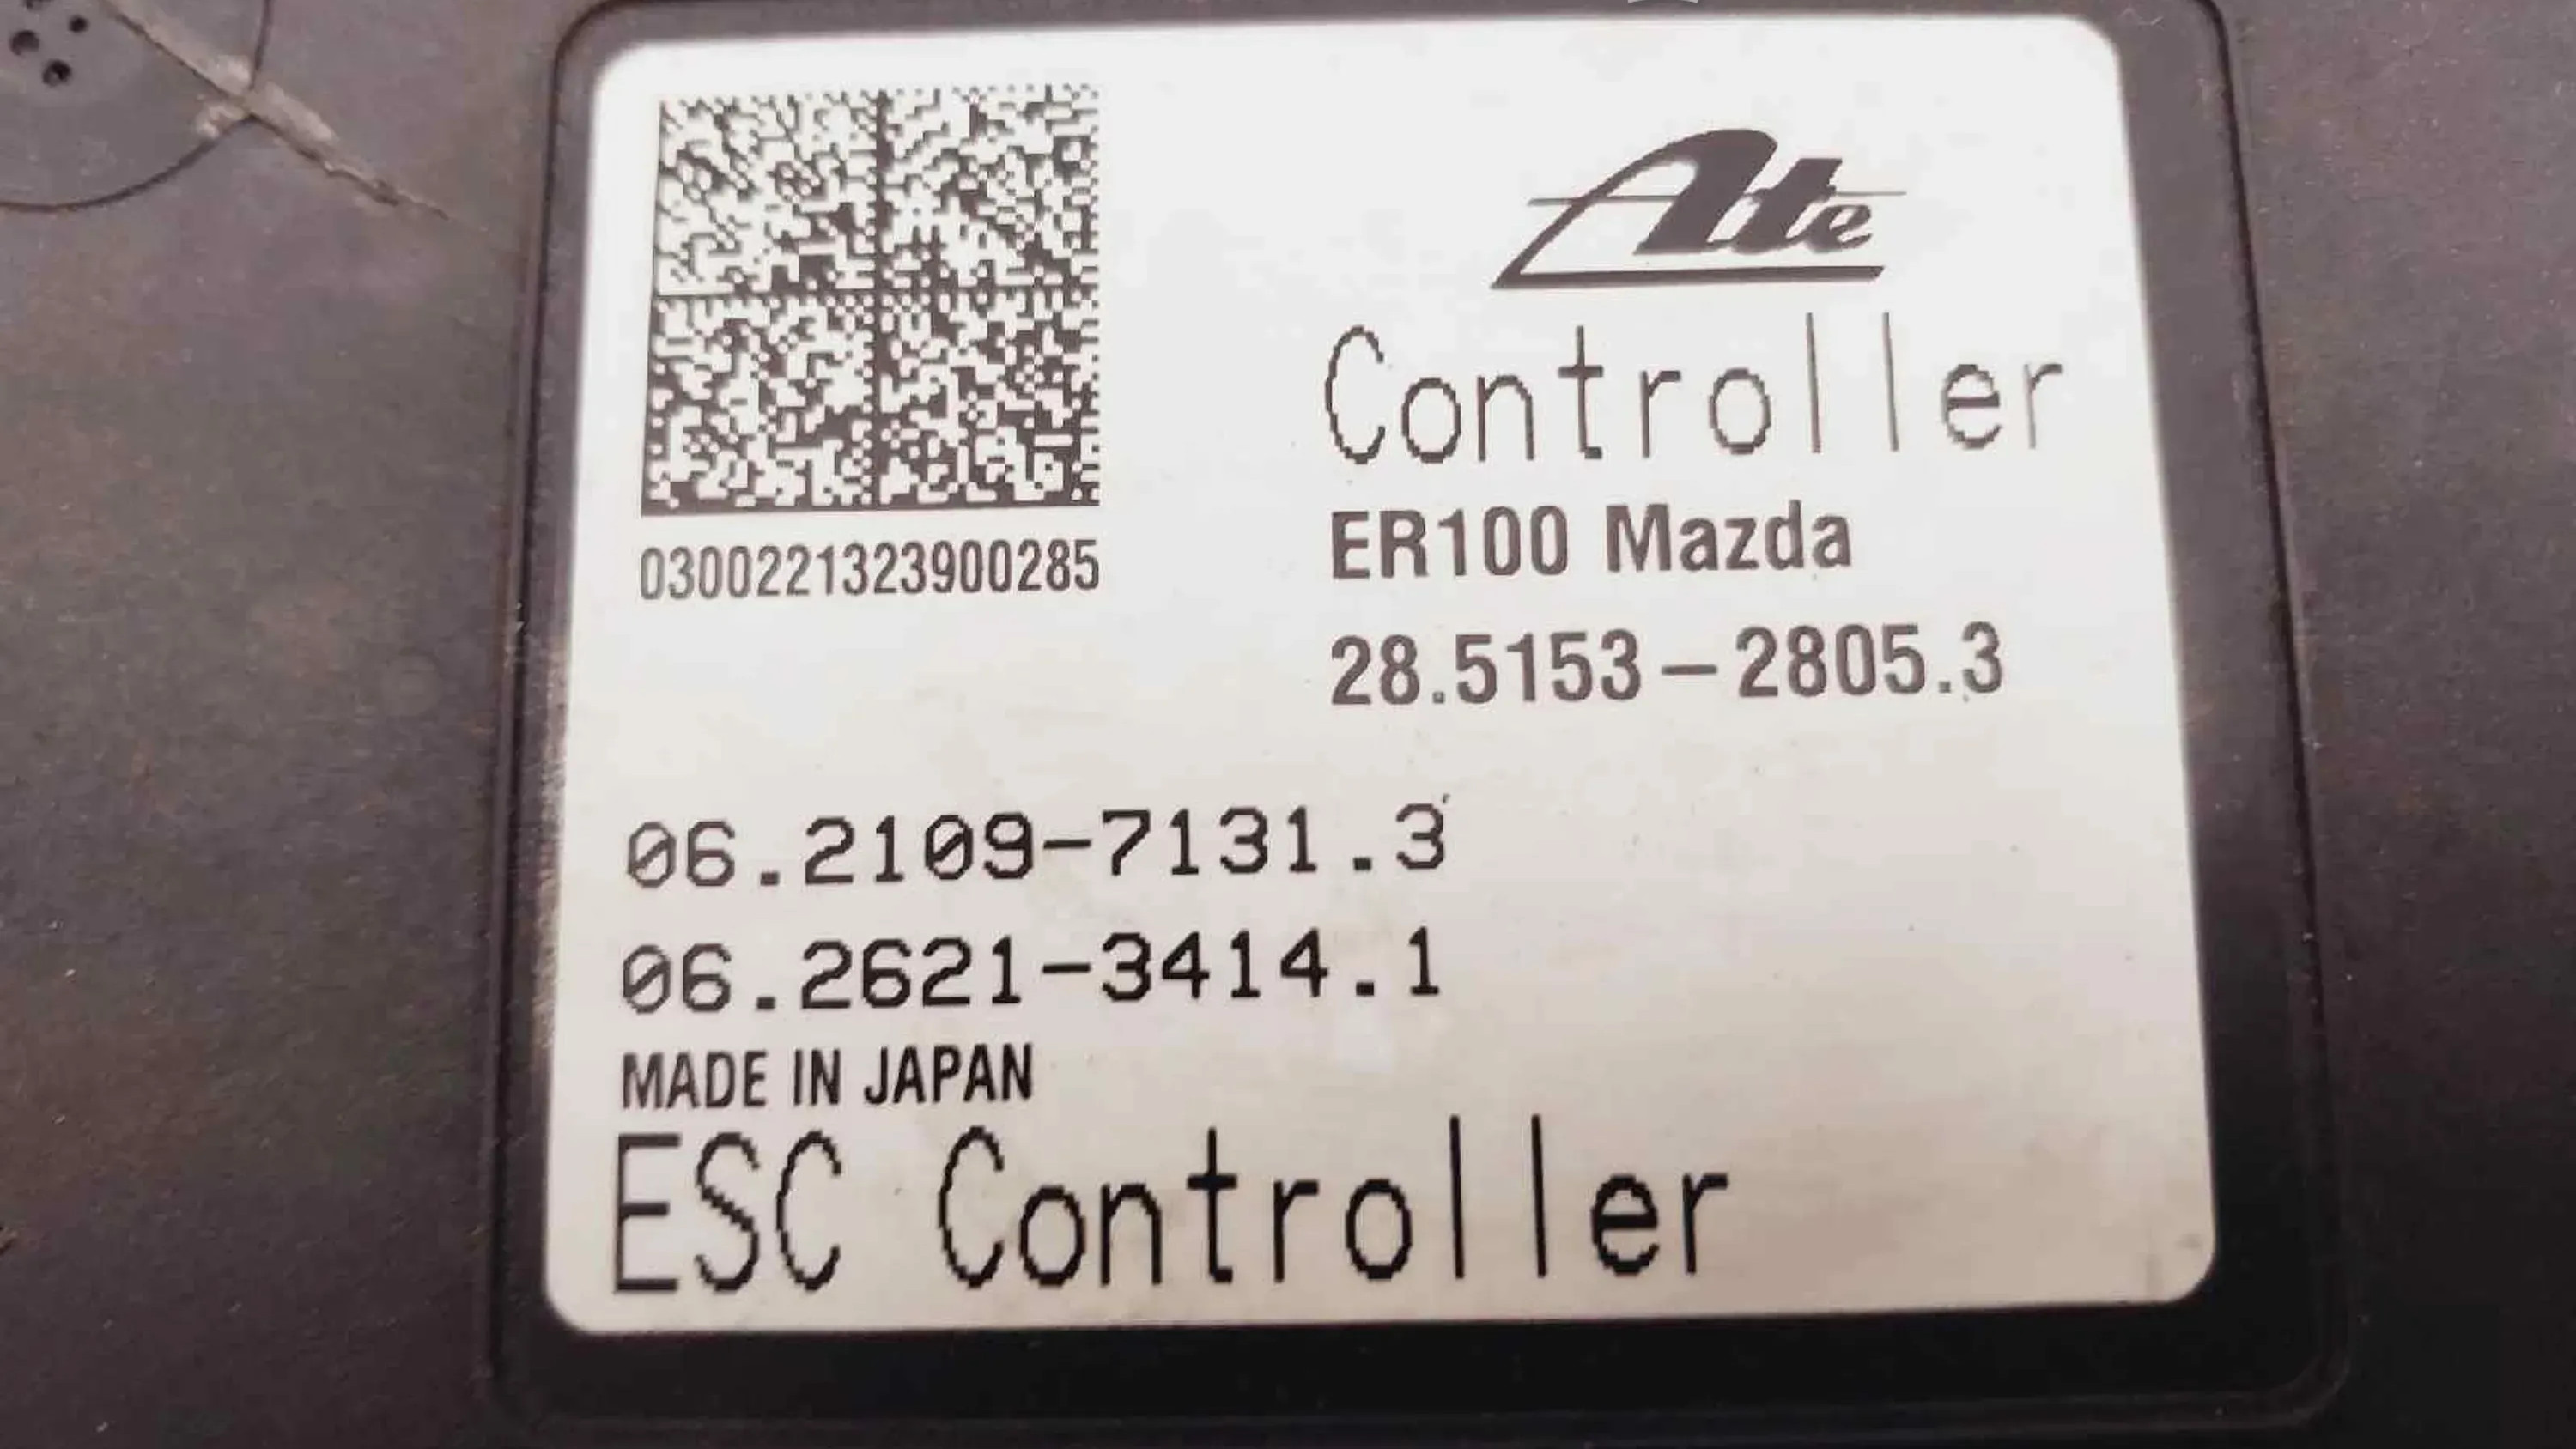 Ate
Controller
ER100 Mazda
28.5153-2805.3
0300221323900285
06.2109-7131.3
06.2621-3414.1
MADE IN JAPAN
ESC Controller